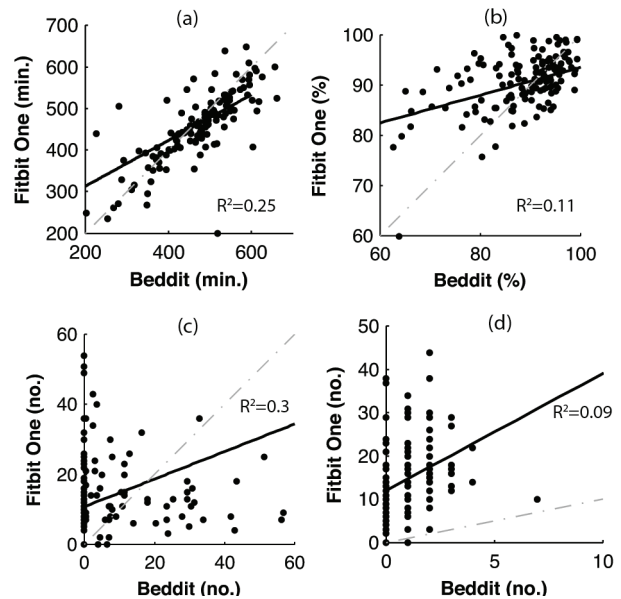 (a)
700
600
500
400
300
200
Fitbit One (min.)
R²=0.25
200 400 600
Beddit (min.)
(b)
100
90
80
70
60
Fitbit One (%)
R²=0.11
60 80 100
Beddit (%)
(c)
60
40
20
0
Fitbit One (no.)
R²=0.3
0 20 40 60
Beddit (no.)
(d)
50
40
30
20
10
0
Fitbit One (no.)
R²=0.09
0 5 10
Beddit (no.)